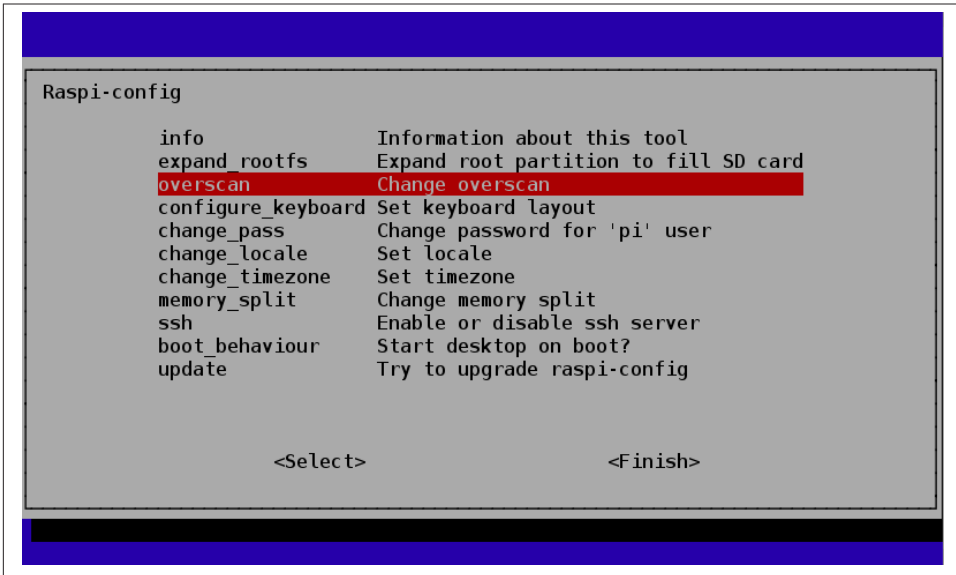 Raspi-config
info Information about this tool
expand_rootfs Expand root partition to fill SD card
overscan Change overscan
configure_keyboard Set keyboard layout
change_pass Change password for 'pi' user
change_locale Set locale
change_timezone Set timezone
memory_split Change memory split
ssh Enable or disable ssh server
boot_behaviour Start desktop on boot?
update Try to upgrade raspi-config
<Select> <Finish>